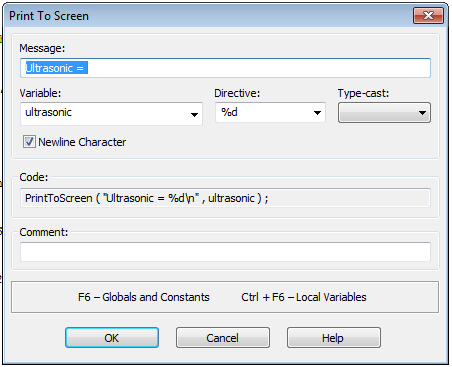 Print To Screen
Message:
Ultrasonic =
Variable: Directive: Type-cast:
ultrasonic %d
Newline Character
Code:
PrintToScreen ( "Ultrasonic = %d\n" , ultrasonic ) ;
Comment:
F6 – Globals and Constants Ctrl + F6 – Local Variables
OK Cancel Help